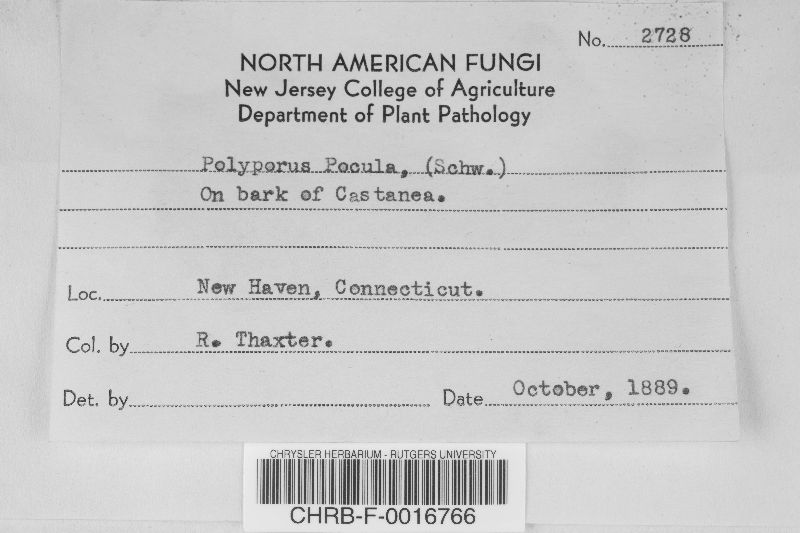 No. 2728
NORTH AMERICAN FUNGI
New Jersey College of Agriculture
Department of Plant Pathology
Polyporus Pocula, (Schw.)
On bark of Castanea.
Loc. New Haven, Connecticut.
Col. by R. Thaxter.
Det. by
Date October, 1889.
CHRYSLER HERBARIUM - RUTGERS UNIVERSITY
CHRB-F-0016766